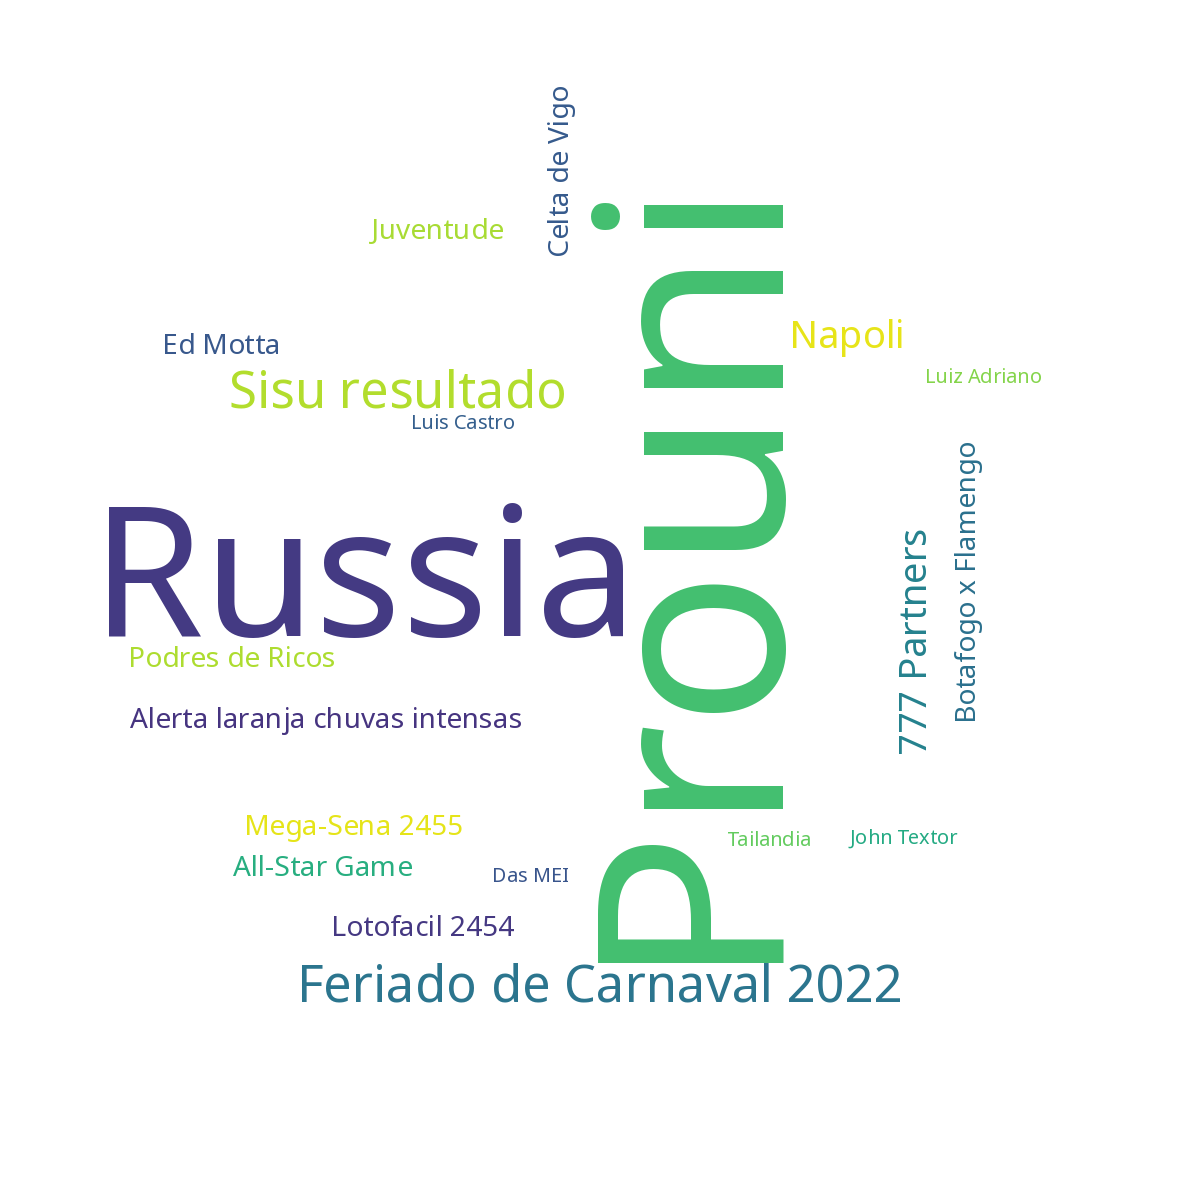 Celta de Vigo
Juventude
Prouni
Napoli
Ed Motta
Sisu resultado
Luiz Adriano
Luis Castro
Botafogo x Flamengo
Russia
777 Partners
Podres de Ricos
Alerta laranja chuvas intensas
Mega-Sena 2455
Tailandia
John Textor
All-Star Game
Das MEI
Lotofacil 2454
Feriado de Carnaval 2022